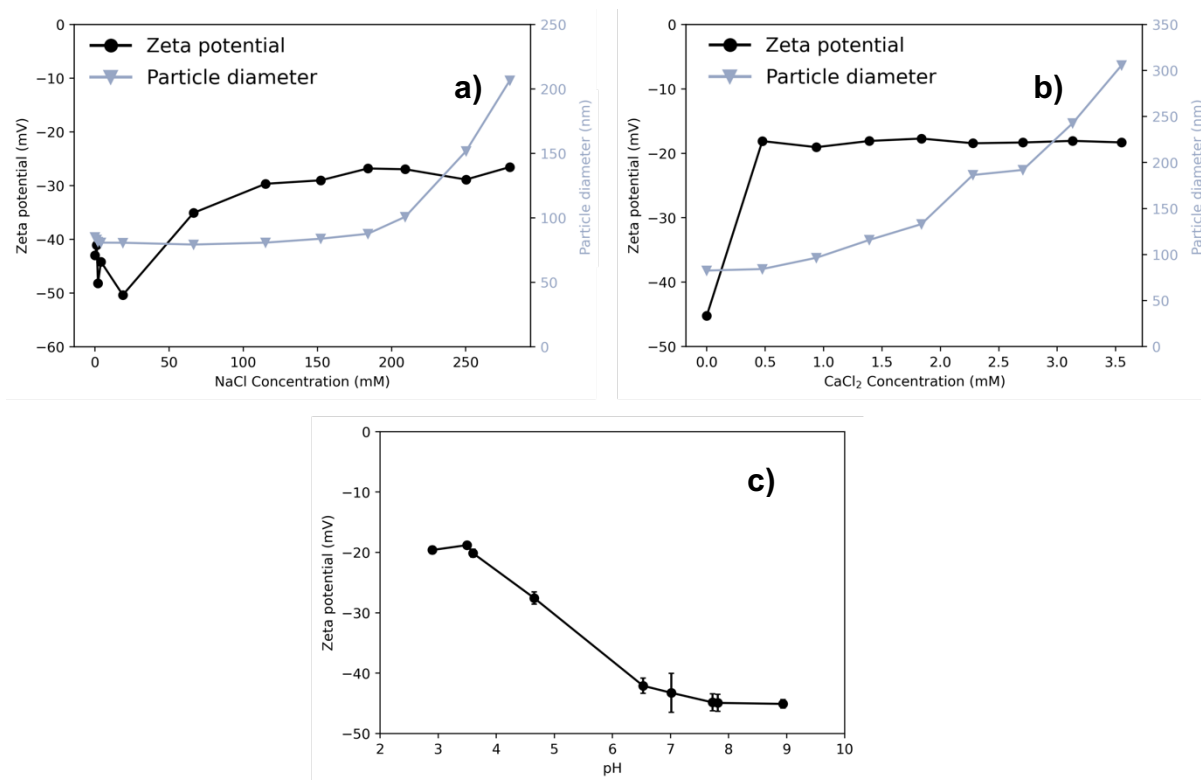 Zeta potential
Particle diameter
a)
0
−10
−20
−30
−40
−50
−60
Zeta potential (mV)
250
200
150
100
50
0
Particle diameter (nm)
0 50 100 150 200 250
NaCl Concentration (mM)
Zeta potential
Particle diameter
b)
0
−10
−20
−30
−40
−50
Zeta potential (mV)
350
300
250
200
150
100
50
0
Particle diameter (nm)
0.0 0.5 1.0 1.5 2.0 2.5 3.0 3.5
CaCl₂ Concentration (mM)
c)
0
−10
−20
−30
−40
−50
Zeta potential (mV)
2 3 4 5 6 7 8 9 10
pH